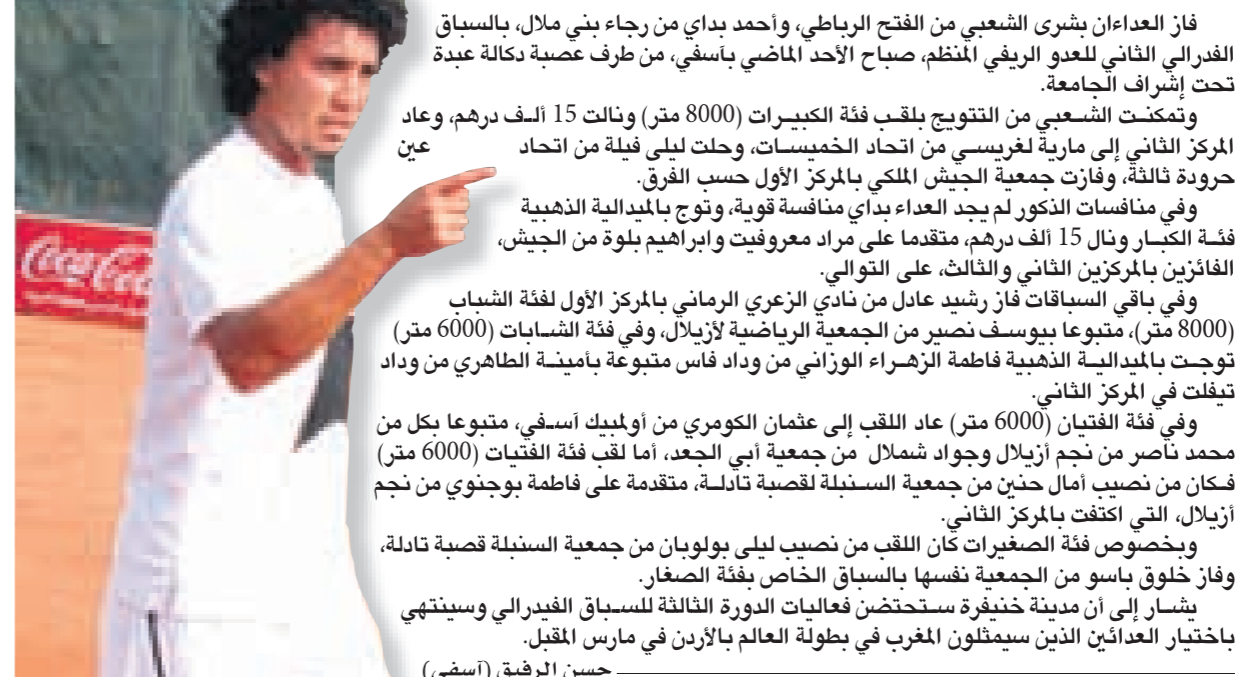 فاز العداءان بشرى الشعبي من الفتح الرباطي، وأحمد بداي من رجاء بني ملال، بالسباق
الفدرالي الثاني للعدو الريفي المنظم، صباح الأحد الماضي بآسفي، من طرف عصبة دكالة عبدة
تحت إشراف الجامعة.
وتمكنت الشعبي من التتويج بلقب فئة الكبيرات (8000 متر) ونالت 15 ألف درهم، وعاد
المركز الثاني إلى مارية لغريسي من اتحاد الخميسات، وحلت ليلى فيلة من اتحاد عين
حرودة ثالثة، وفازت جمعية الجيش الملكي بالمركز الأول حسب الفرق.
وفي منافسات الذكور لم يجد العداء بداي منافسة قوية، وتوج بالميدالية الذهبية
فئة الكبار ونال 15 ألف درهم، متقدما على مراد معروفيت وابراهيم بلوة من الجيش،
الفائزين بالمركزين الثاني والثالث، على التوالي.
وفي باقي السباقات فاز رشيد عادل من نادي الزعري الرماني بالمركز الأول لفئة الشباب
(8000 متر)، متبوعا بيوسف نصير من الجمعية الرياضية لأزيلال، وفي فئة الشابات (6000 متر)
توجت بالميدالية الذهبية فاطمة الزهراء الوزاني من وداد فاس متبوعة بأمينة الطاهري من وداد
تيفلت في المركز الثاني.
وفي فئة الفتيان (6000 متر) عاد اللقب إلى عثمان الكومري من أولمبيك آسفي، متبوعا بكل من
محمد ناصر من نجم أزيلال وجواد شملال من جمعية أبي الجعد، أما لقب فئة الفتيات (6000 متر)
فكان من نصيب أمال حنين من جمعية السنبلة لقصبة تادلة، متقدمة على فاطمة بوجنوي من نجم
أزيلال، التي اكتفت بالمركز الثاني.
وبخصوص فئة الصغيرات كان اللقب من نصيب ليلى بولوبان من جمعية السنبلة قصبة تادلة،
وفاز خلوق باسو من الجمعية نفسها بالسباق الخاص بفئة الصغار.
يشار إلى أن مدينة خنيفرة ستحتضن فعاليات الدورة الثالثة للسباق الفيدرالي وسينتهي
باختيار العدائين الذين سيمثلون المغرب في بطولة العالم بالأردن في مارس المقبل.
حسن الرفيق (آسفي)
Coca-Cola